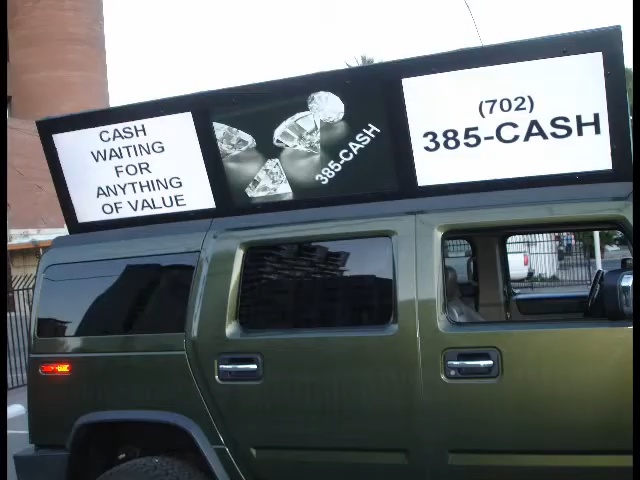 CASH
WAITING
FOR
ANYTHING
OF VALUE
385-CASH
(702)
385-CASH